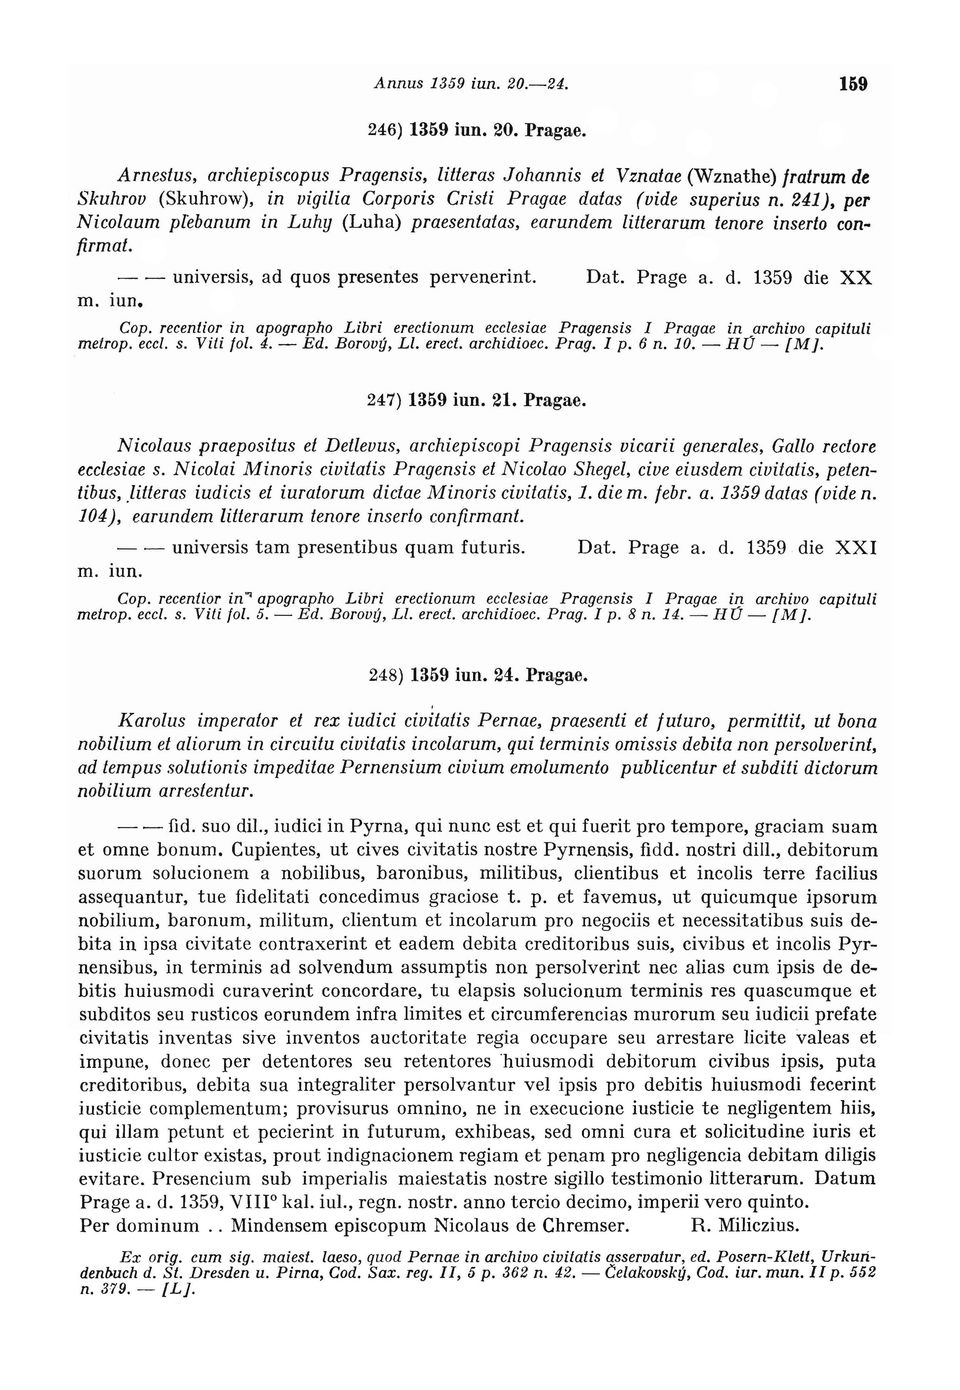 Annus 1359 iun. 20.—24. 159
246) 1359 iun. 20. Pragae.
Arnestus, archiepiscopus Pragensis, litteras Johannis et Vznatae (Wznathe) fratrum de
Skuhrov (Skuhrow), in vigilia Corporis Cristi Pragae datas (vide superius n. 241), per
Nicolaum plebanum in Luhy (Luha) praesentatas, earundem litterarum tenore inserto con-
firmat.
— — universis, ad quos presentes pervenerint. Dat. Prage a. d. 1359 die XX
m. iun.
Cop. recentior in apographo Libri erectionum ecclesiae Pragensis I Pragae in archivo capituli
metrop. eccl. s. Viti fol. 4. — Ed. Borový, Ll. erect. archidioec. Prag. I p. 6 n. 10. — HÚ — [M].
247) 1359 iun. 21. Pragae.
Nicolaus praepositus et Detlevus, archiepiscopi Pragensis vicarii generales, Gallo rectore
ecclesiae s. Nicolai Minoris civitatis Pragensis et Nicolao Shegel, cive eiusdem civitatis, peten-
tibus, litteras iudicis et iuratorum dictae Minoris civitatis, 1. die m. febr. a. 1359 datas (vide n.
104), earundem litterarum tenore inserto confirmant.
— — universis tam presentibus quam futuris. Dat. Prage a. d. 1359 die XXI
m. iun.
Cop. recentior in apographo Libri erectionum ecclesiae Pragensis I Pragae in archivo capituli
metrop. eccl. s. Viti fol. 5. — Ed. Borový, Ll. erect. archidioec. Prag. I p. 8 n. 14. — HÚ — [M].
248) 1359 iun. 24. Pragae.
Karolus imperator et rex iudici civitatis Pernae, praesenti et futuro, permittit, ut bona
nobilium et aliorum in circuitu civitatis incolarum, qui terminis omissis debita non persolverint,
ad tempus solutionis impeditae Pernensium civium emolumento publicentur et subditi dictorum
nobilium arrestentur.
— — fid. suo dil., iudici in Pyrna, qui nunc est et qui fuerit pro tempore, graciam suam
et omne bonum. Cupientes, ut cives civitatis nostre Pyrnensis, fidd. nostri dill., debitorum
suorum solucionem a nobilibus, baronibus, militibus, clientibus et incolis terre facilius
assequantur, tue fidelitati concedimus graciose t. p. et favemus, ut quicumque ipsorum
nobilium, baronum, militum, clientum et incolarum pro negociis et necessitatibus suis de-
bita in ipsa civitate contraxerint et eadem debita creditoribus suis, civibus et incolis Pyr-
nensibus, in terminis ad solvendum assumptis non persolverint nec alias cum ipsis de de-
bitis huiusmodi curaverint concordare, tu elapsis solucionum terminis res quascumque et
subditos seu rusticos eorundem infra limites et circumferencias murorum seu iudicii prefate
civitatis inventas sive inventos auctoritate regia occupare seu arrestare licite valeas et
impune, donec per detentores seu retentores huiusmodi debitorum civibus ipsis, puta
creditoribus, debita sua integraliter persolvantur vel ipsis pro debitis huiusmodi fecerint
iusticie complementum; provisurus omnino, ne in execucione iusticie te negligentem hiis,
qui illam petunt et pecierint in futurum, exhibeas, sed omni cura et solicitudine iuris et
iusticie cultor existas, prout indignacionem regiam et penam pro negligencia debitam diligis
evitare. Presencium sub imperialis maiestatis nostre sigillo testimonio litterarum. Datum
Prage a. d. 1359, VIIIº kal. iul., regn. nostr. anno tercio decimo, imperii vero quinto.
Per dominum . . Mindensem episcopum Nicolaus de Chremser. R. Miliczius.
Ex orig. cum sig. maiest. laeso, quod Pernae in archivo civitatis asservatur, ed. Posern-Klett, Urkun-
denbuch d. St. Dresden u. Pirna, Cod. Sax. reg. II, 5 p. 362 n. 42. — Čelakovský, Cod. iur. mun. II p. 552
n. 379. — [L].